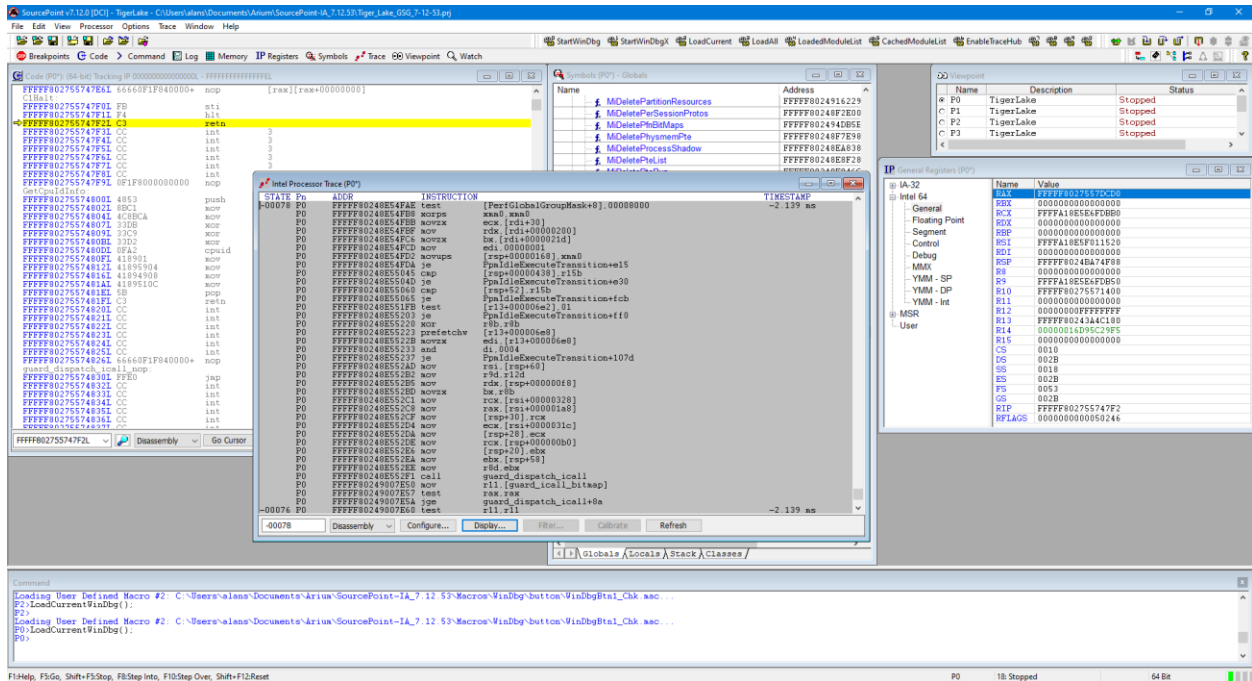 SourcePoint v7.12.0 [DCI] - TigerLake - C:\Users\alans\Documents\Arium\SourcePoint-IA_7.12.53\Tiger_Lake_GSG_7-12-53.prj
File Edit View Processor Options Trace Window Help
StartWinDbg StartWinDbgX LoadCurrent LoadAll LoadedModuleList CachedModuleList EnableTraceHub
Breakpoints Code Command Log Memory IP Registers Symbols Trace Viewpoint Watch
Code (P0*): (64-bit) Tracking IP 0000000000000000L - FFFFFFFFFFFFFFFFL
FFFFF802755747E6L 66660F1F840000+ nop [rax][rax+00000000]
C1Halt:
FFFFF802755747F0L FB sti
FFFFF802755747F1L F4 hlt
FFFFF802755747F2L C3 retn
FFFFF802755747F3L CC int 3
FFFFF802755747F4L CC int 3
FFFFF802755747F5L CC int 3
FFFFF802755747F6L CC int 3
FFFFF802755747F7L CC int 3
FFFFF802755747F8L CC int 3
FFFFF802755747F9L 0F1F8000000000 nop
GetCpuIdInfo:
FFFFF80275574800L 4053 push
FFFFF80275574802L 8BC1 mov
FFFFF80275574804L 4C8BCA mov
FFFFF80275574807L 33DB xor
FFFFF80275574809L 33C9 xor
FFFFF8027557480BL 33D2 xor
FFFFF8027557480DL 0FA2 cpuid
FFFFF8027557480FL 418901 mov
FFFFF80275574812L 41895904 mov
FFFFF80275574816L 41894908 mov
FFFFF8027557481AL 4189510C mov
FFFFF8027557481EL 5B pop
FFFFF8027557481FL C3 retn
FFFFF80275574820L CC int
FFFFF80275574821L CC int
FFFFF80275574822L CC int
FFFFF80275574823L CC int
FFFFF80275574824L CC int
FFFFF80275574825L CC int
FFFFF80275574826L 66660F1F840000+ nop
guard_dispatch_icall_nop:
FFFFF80275574830L FFE0 jmp
FFFFF80275574832L CC int
FFFFF80275574833L CC int
FFFFF80275574834L CC int
FFFFF80275574835L CC int
FFFFF80275574836L CC int
FFFFF802755747F2L Disassembly Go Cursor
Symbols (P0*) - Globals
Name Address
MiDeletePartitionResources FFFFF8024916229
MiDeletePerSessionProtos FFFFF80248F2E00
MiDeletePfnBitMaps FFFFF802494DB5E
MiDeletePhysmemPte FFFFF80248F7E98
MiDeleteProcessShadow FFFFF80248EA838
MiDeletePteList FFFFF80248E8F28
Globals Locals Stack Classes
Viewpoint
Name Description Status
P0 TigerLake Stopped
P1 TigerLake Stopped
P2 TigerLake Stopped
P3 TigerLake Stopped
IP General Registers (P0*)
IA-32
Intel 64
General
Floating Point
Segment
Control
Debug
MMX
YMM - SP
YMM - DP
YMM - Int
MSR
User
Name Value
RAX FFFFF8027557DCD0
RBX 0000000000000000
RCX FFFFA18E5E6FDBB0
RDX 0000000000000000
RBP 0000000000000000
RSI FFFFA18E5F011520
RDI 0000000000000000
RSP FFFFF8024BA74F88
R8 0000000000000000
R9 FFFFA18E5E6FDB50
R10 FFFFF80275571400
R11 0000000000000000
R12 00000000FFFFFFFF
R13 FFFFF80243A4C180
R14 00000016D95C29F5
R15 0000000000000000
CS 0010
DS 002B
SS 0018
ES 002B
FS 0053
GS 002B
RIP FFFFF802755747F2
RFLAGS 0000000000050246
Intel Processor Trace (P0*)
STATE Pn ADDR INSTRUCTION TIMESTAMP
-00078 P0 FFFFF80248E54FAE test [PerfGlobalGroupMask+8],00008000 -2.139 ms
P0 FFFFF80248E54FB8 xorps xmm0,xmm0
P0 FFFFF80248E54FBB movzx ecx,[rdi+30]
P0 FFFFF80248E54FBF mov rdx,[rdi+00000200]
P0 FFFFF80248E54FC6 movzx bx,[rdi+0000021d]
P0 FFFFF80248E54FCD mov edi,00000001
P0 FFFFF80248E54FD2 movups [rsp+00000168],xmm0
P0 FFFFF80248E54FDA je PpmIdleExecuteTransition+e15
P0 FFFFF80248E55045 cmp [rsp+00000438],r15b
P0 FFFFF80248E5504D je PpmIdleExecuteTransition+e30
P0 FFFFF80248E55060 cmp [rsp+52],r15b
P0 FFFFF80248E55065 je PpmIdleExecuteTransition+fcb
P0 FFFFF80248E551FB test [r13+000006e2],01
P0 FFFFF80248E55203 je PpmIdleExecuteTransition+ff0
P0 FFFFF80248E55220 xor r8b,r8b
P0 FFFFF80248E55223 prefetchw [r13+000006e8]
P0 FFFFF80248E5522B movzx edi,[r13+000006e8]
P0 FFFFF80248E55233 and di,0004
P0 FFFFF80248E55237 je PpmIdleExecuteTransition+107d
P0 FFFFF80248E552AD mov rsi,[rsp+60]
P0 FFFFF80248E552B2 mov r9d,r12d
P0 FFFFF80248E552B5 mov rdx,[rsp+000000f8]
P0 FFFFF80248E552BD movzx bx,r8b
P0 FFFFF80248E552C1 mov rcx,[rsi+00000328]
P0 FFFFF80248E552C8 mov rax,[rsi+000001a8]
P0 FFFFF80248E552CF mov [rsp+30],rcx
P0 FFFFF80248E552D4 mov ecx,[rsi+0000031c]
P0 FFFFF80248E552DA mov [rsp+28],ecx
P0 FFFFF80248E552DE mov rcx,[rsp+000000b0]
P0 FFFFF80248E552E6 mov [rsp+20],ebx
P0 FFFFF80248E552EA mov ebx,[rsp+58]
P0 FFFFF80248E552EE mov r8d,ebx
P0 FFFFF80248E552F1 call guard_dispatch_icall
P0 FFFFF80249007E50 mov r11,[guard_icall_bitmap]
P0 FFFFF80249007E57 test rax,rax
P0 FFFFF80249007E5A jge guard_dispatch_icall+8a
-00076 P0 FFFFF80249007E60 test r11,r11 -2.139 ms
-00078 Disassembly Configure... Display... Filter... Calibrate Refresh
Command
Loading User Defined Macro #2: C:\Users\alans\Documents\Arium\SourcePoint-IA_7.12.53\Macros\WinDbg\button\WinDbgBtn1_Chk.mac...
P2>LoadCurrentWinDbg();
P2>
Loading User Defined Macro #2: C:\Users\alans\Documents\Arium\SourcePoint-IA_7.12.53\Macros\WinDbg\button\WinDbgBtn1_Chk.mac...
P0>LoadCurrentWinDbg();
P0>
F1:Help, F5:Go, Shift+F5:Stop, F8:Step Into, F10:Step Over, Shift+F12:Reset P0 18: Stopped 64 Bit